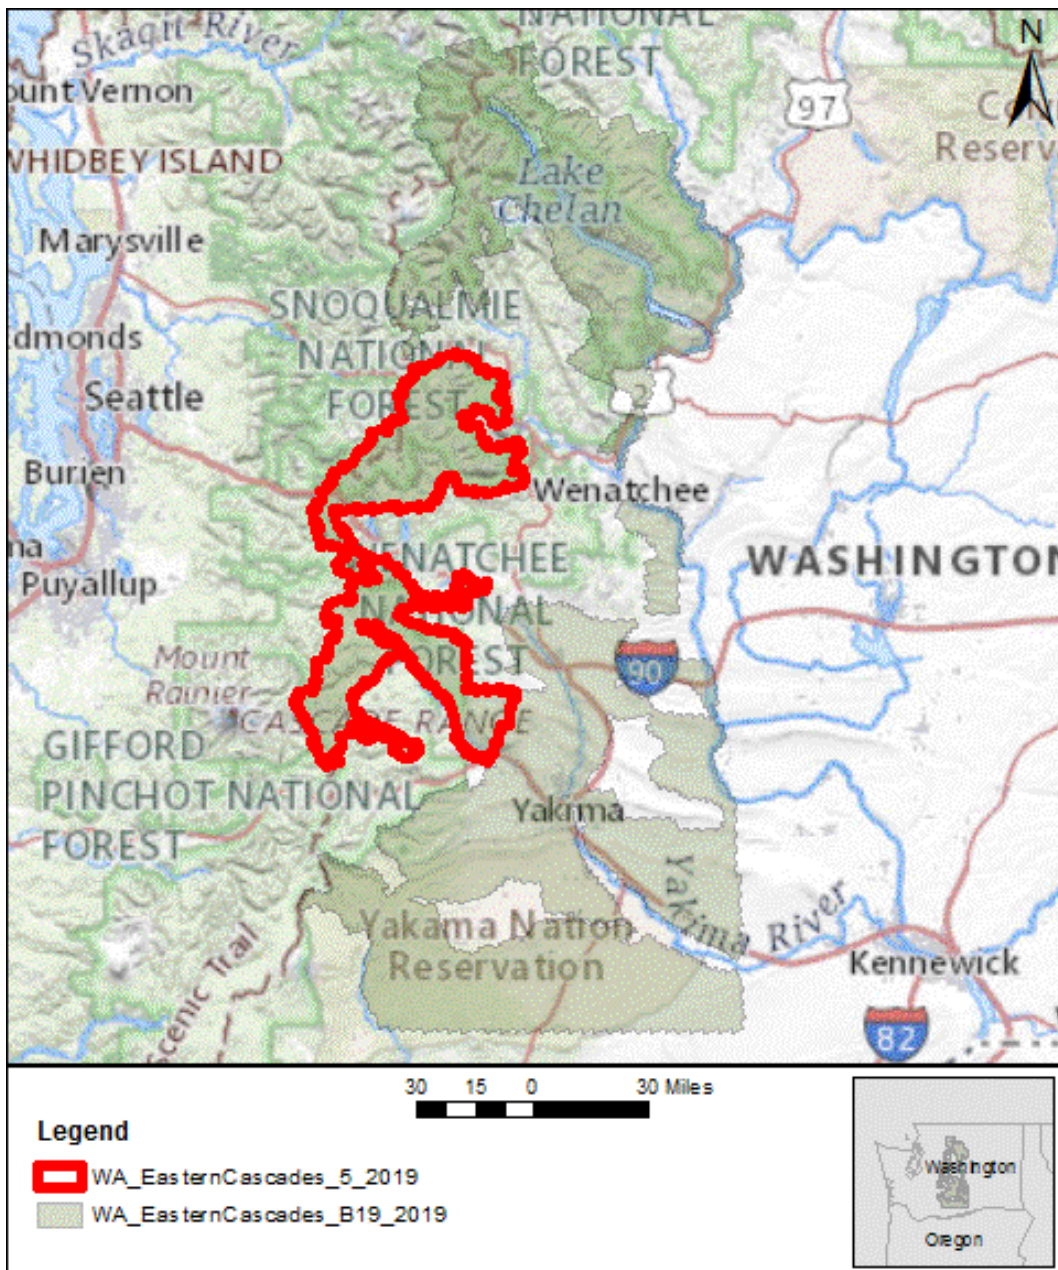 NATIONAL
FOREST
N
Skagit River
ount Vernon
97
Co
Reserv
WHIDBEY ISLAND
Lake
Chelan
Marysville
SNOQUALMIE
NATIONAL
FOREST
dmonds
Seattle
2
Burien
Wenatchee
na
Puyallup
ENATCHEE
NATIONAL
FOREST
WASHINGTON
90
Mount
Rainier
CASCADE RANGE
GIFFORD
PINCHOT NATIONAL
FOREST
Yakima
Yakima River
Yakama Nation
Reservation
Scenic Trail
Kennewick
82
30 15 0 30 Miles
Legend
WA_EasternCascades_5_2019
WA_EasternCascades_B19_2019
Washington
Oregon